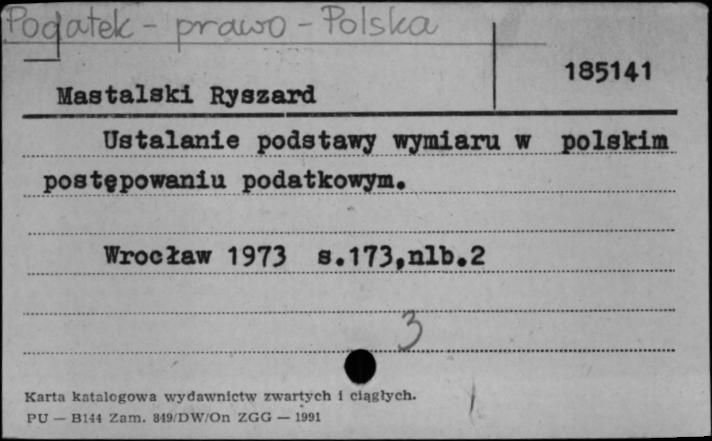 Podatek - prawo - Polska
185141
Mastalski Ryszard
Ustalanie podstawy wymiaru w polskim
postępowaniu podatkowym.
Wrocław 1973 s.173,nlb.2
3
Karta katalogowa wydawnictw zwartych i ciągłych.
PU — B144 Zam. 849/DW/On ZGG — 1991